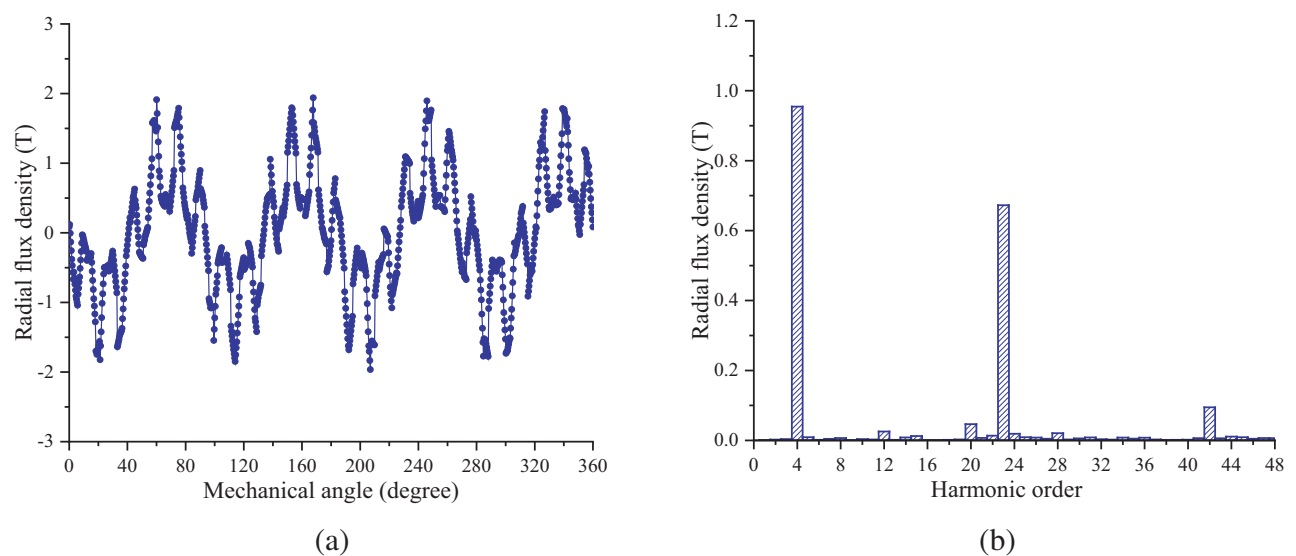 3
2
1
0
-1
-2
-3
Radial flux density (T)
0 40 80 120 160 200 240 280 320 360
Mechanical angle (degree)
(a)
1.2
1.0
0.8
0.6
0.4
0.2
0.0
Radial flux density (T)
0 4 8 12 16 20 24 28 32 36 40 44 48
Harmonic order
(b)